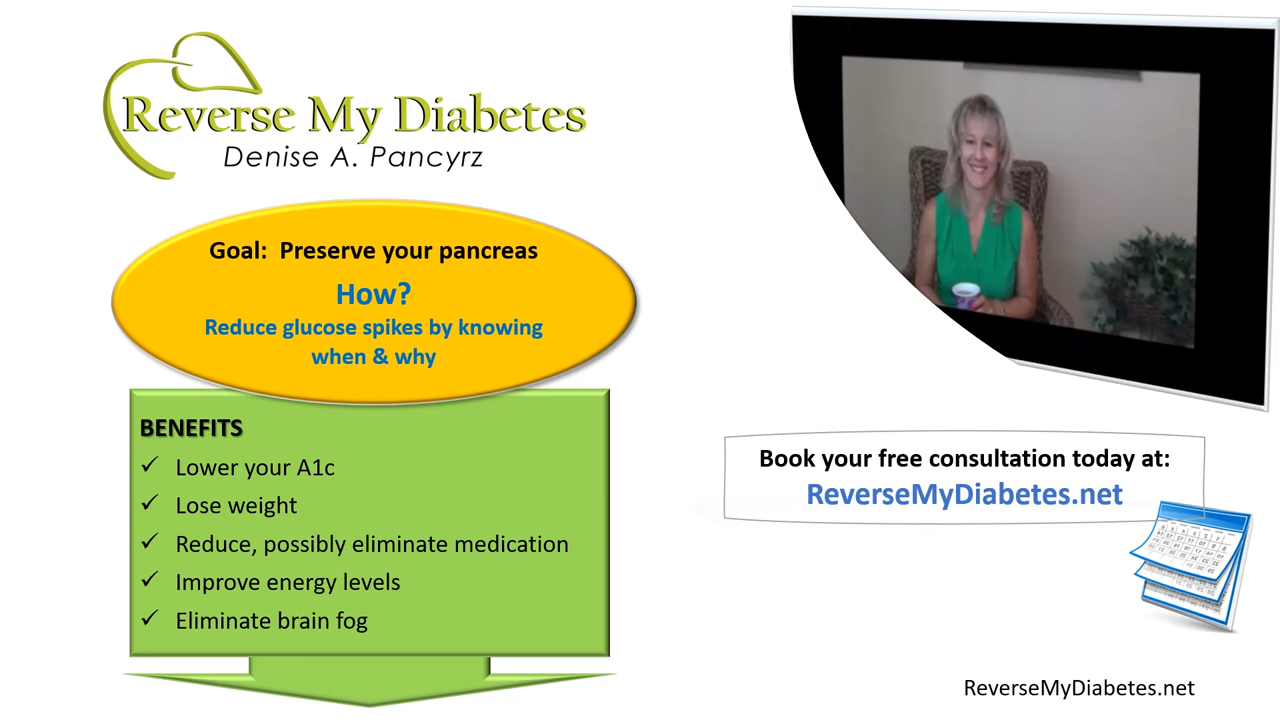 Reverse My Diabetes
Denise A. Pancyrz
Goal: Preserve your pancreas
How?
Reduce glucose spikes by knowing
when & why
BENEFITS
✓ Lower your A1c
✓ Lose weight
✓ Reduce, possibly eliminate medication
✓ Improve energy levels
✓ Eliminate brain fog
Book your free consultation today at:
ReverseMyDiabetes.net
ReverseMyDiabetes.net